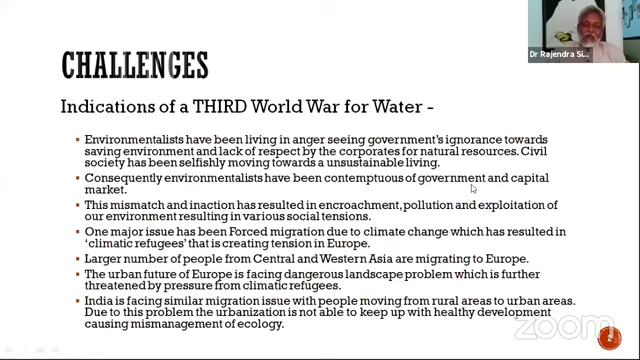 Dr Rajendra Si...
CHALLENGES
Indications of a THIRD World War for Water -
Environmentalists have been living in anger seeing government's ignorance towards
saving environment and lack of respect by the corporates for natural resources. Civil
society has been selfishly moving towards a unsustainable living.
Consequently environmentalists have been contemptuous of government and capital
market.
This mismatch and inaction has resulted in encroachment, pollution and exploitation of
our environment resulting in various social tensions.
One major issue has been Forced migration due to climate change which has resulted in
'climatic refugees' that is creating tension in Europe.
Larger number of people from Central and Western Asia are migrating to Europe.
The urban future of Europe is facing dangerous landscape problem which is further
threatened by pressure from climatic refugees.
India is facing similar migration issue with people moving from rural areas to urban areas.
Due to this problem the urbanization is not able to keep up with healthy development
causing mismanagement of ecology.
zoom
2